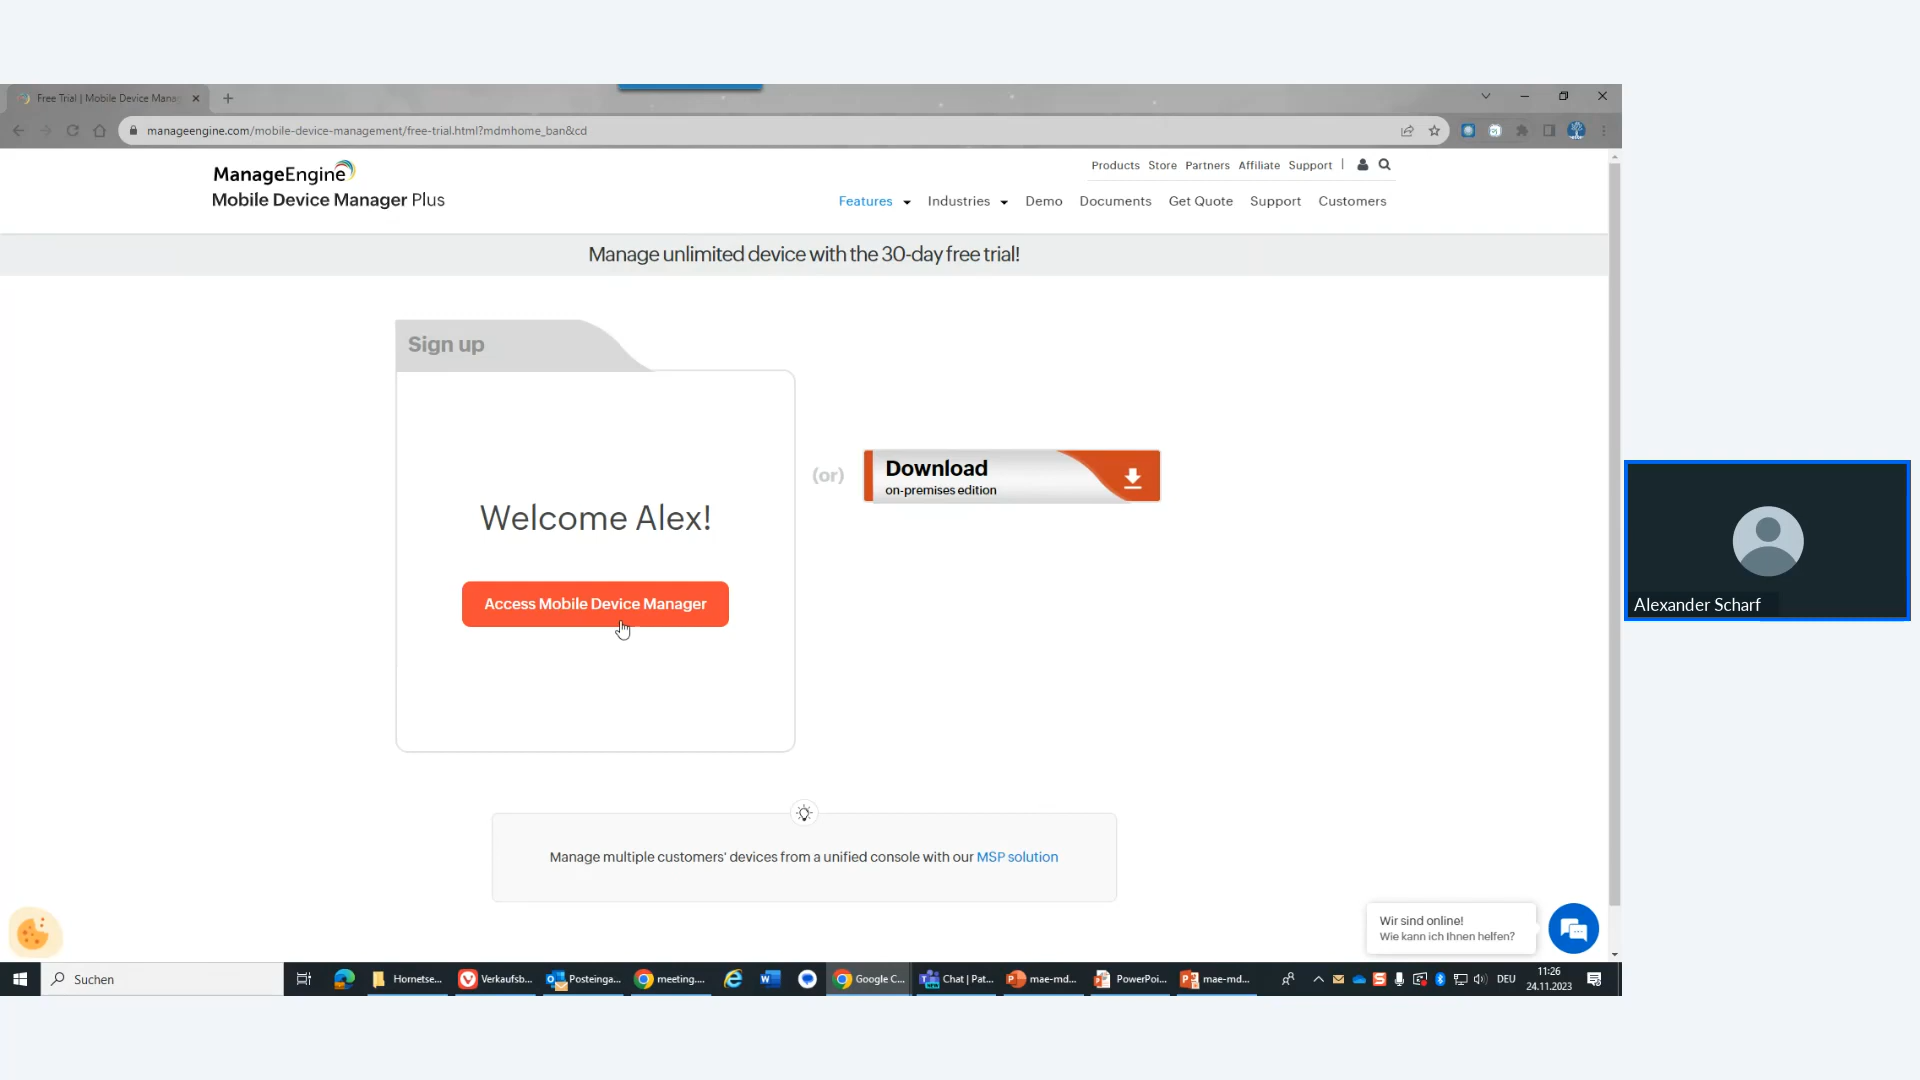 Free Trial | Mobile Device Mana
manageengine.com/mobile-device-management/free-trial.html?mdmhome_ban&cd
ManageEngine
Mobile Device Manager Plus
Products Store Partners Affiliate Support |
Features Industries Demo Documents Get Quote Support Customers
Manage unlimited device with the 30-day free trial!
Sign up
Welcome Alex!
Access Mobile Device Manager
(or)
Download
on-premises edition
Manage multiple customers' devices from a unified console with our MSP solution
Wir sind online!
Wie kann ich Ihnen helfen?
Alexander Scharf
Suchen
Hornetse...
Verkaufsb...
Posteinga...
meeting....
Google C...
Chat | Pat...
mae-md...
PowerPoi...
mae-md...
DEU
11:26
24.11.2023